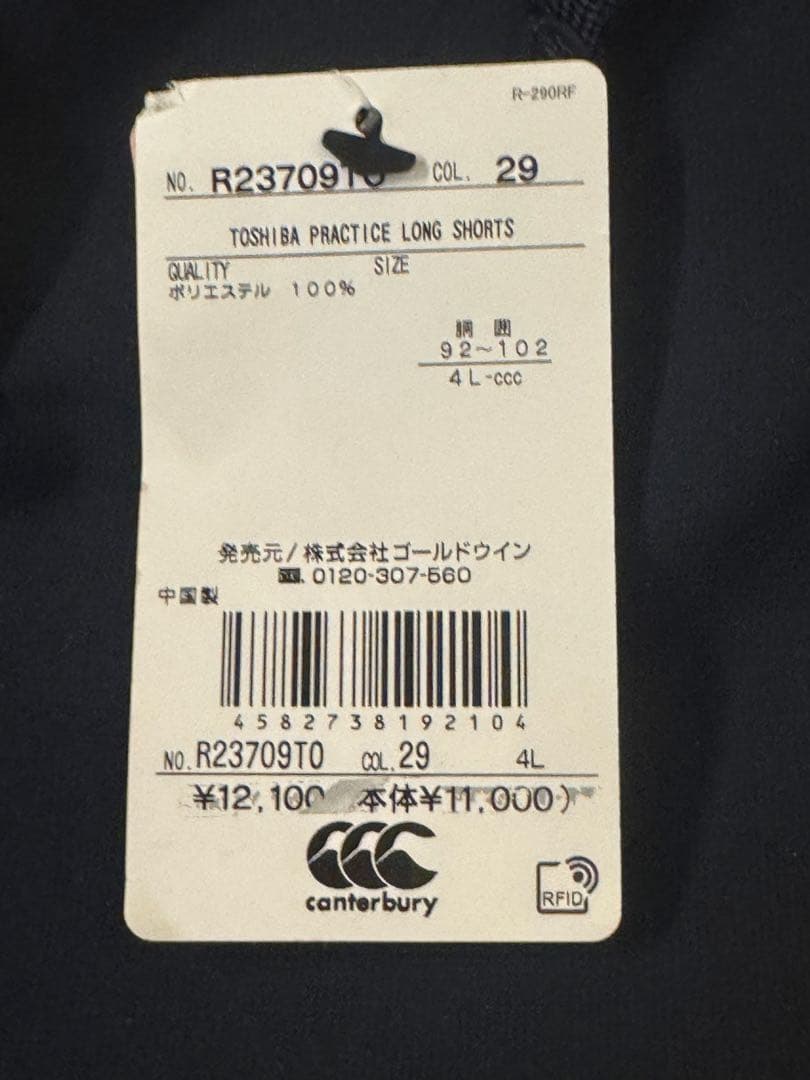 R-290RF
NO. R23709TO COL. 29
TOSHIBA PRACTICE LONG SHORTS
QUALITY SIZE
ポリエステル 100%
胴囲
92~102
4L-ccc
発売元/株式会社ゴールドウイン
0120-307-560
中国製
4582738192104
NO. R23709TO COL. 29 4L
¥12,100 本体¥11,000)
canterbury
RFID